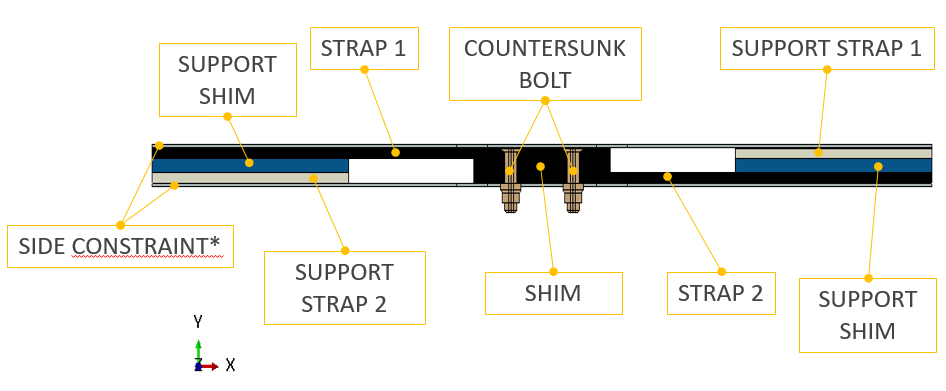 STRAP 1
COUNTERSUNK
BOLT
SUPPORT STRAP 1
SUPPORT
SHIM
SIDE CONSTRAINT*
SUPPORT
STRAP 2
SHIM
STRAP 2
SUPPORT
SHIM
Y
Z
X